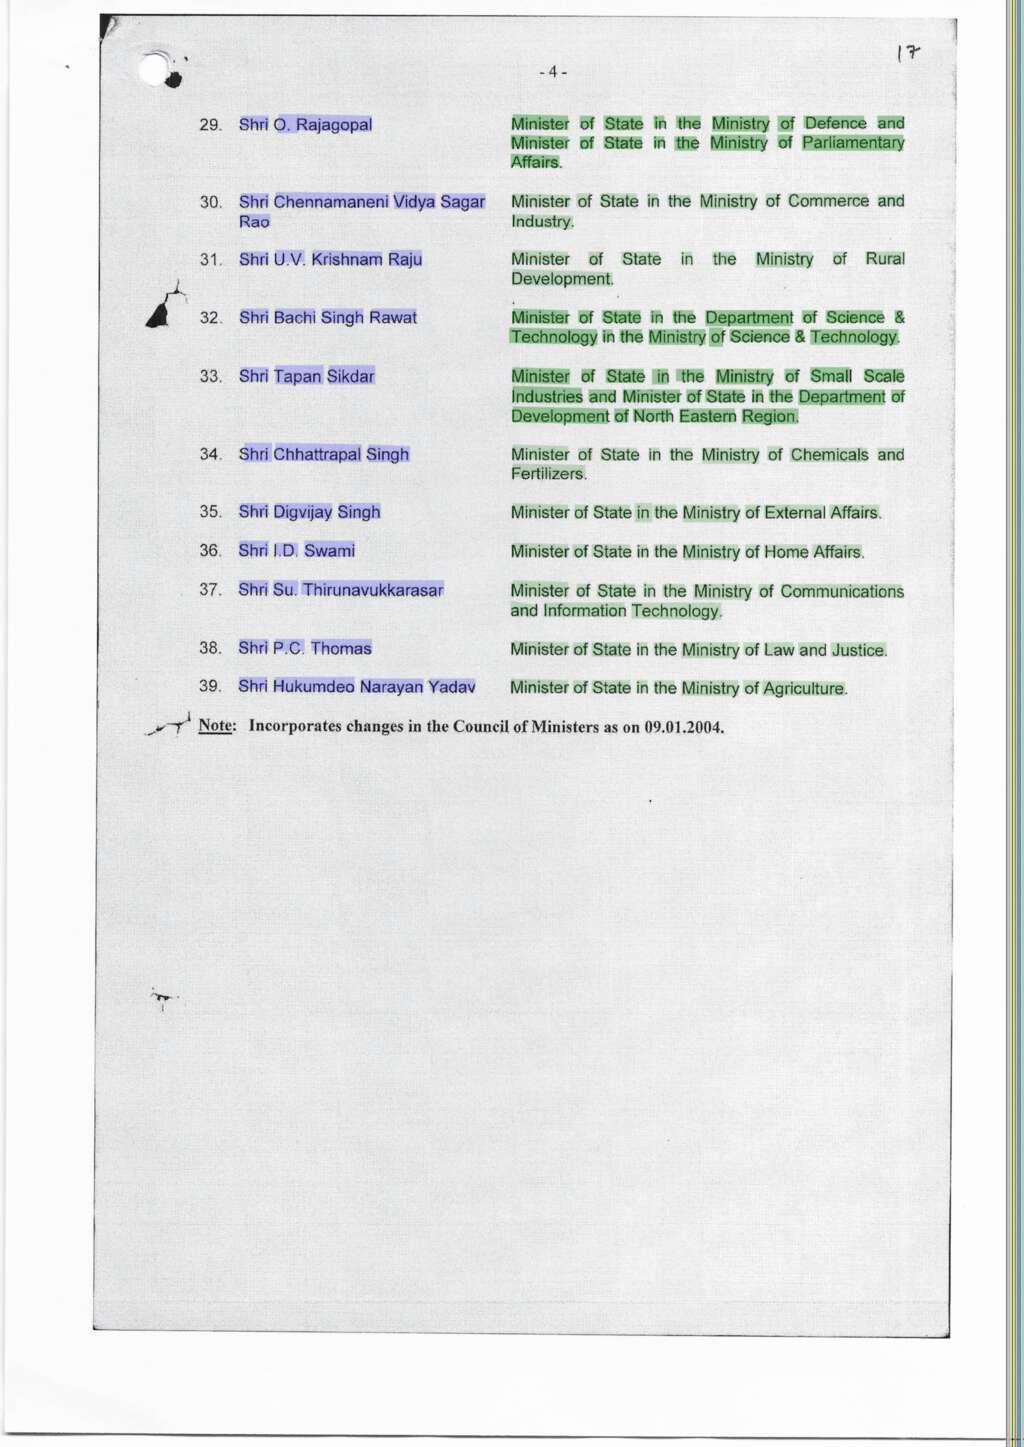 17
-4-
29. Shri O. Rajagopal Minister of State in the Ministry of Defence and
Minister of State in the Ministry of Parliamentary
Affairs.
30. Shri Chennamaneni Vidya Sagar Minister of State in the Ministry of Commerce and
Rao Industry.
31. Shri U.V. Krishnam Raju Minister of State in the Ministry of Rural
Development.
32. Shri Bachi Singh Rawat Minister of State in the Department of Science &
Technology in the Ministry of Science & Technology.
33. Shri Tapan Sikdar Minister of State in the Ministry of Small Scale
Industries and Minister of State in the Department of
Development of North Eastern Region.
34. Shri Chhattrapal Singh Minister of State in the Ministry of Chemicals and
Fertilizers.
35. Shri Digvijay Singh Minister of State in the Ministry of External Affairs.
36. Shri I.D. Swami Minister of State in the Ministry of Home Affairs.
37. Shri Su. Thirunavukkarasar Minister of State in the Ministry of Communications
and Information Technology.
38. Shri P.C. Thomas Minister of State in the Ministry of Law and Justice.
39. Shri Hukumdeo Narayan Yadav Minister of State in the Ministry of Agriculture.
Note: Incorporates changes in the Council of Ministers as on 09.01.2004.